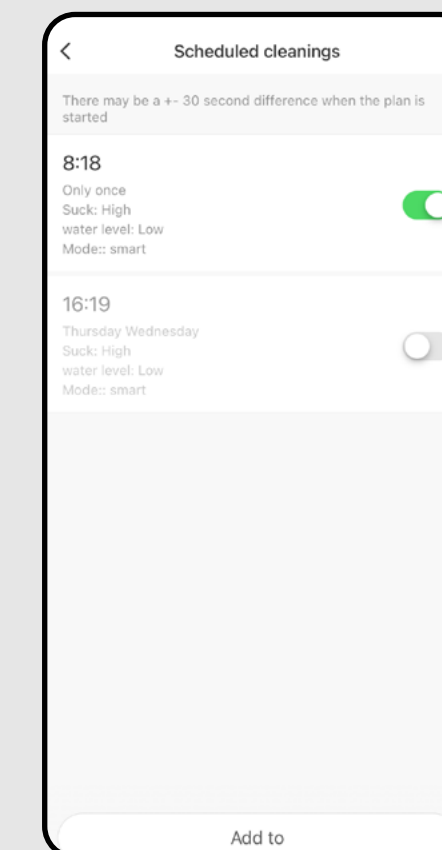 Scheduled cleanings
There may be a +- 30 second difference when the plan is
started
8:18
Only once
Suck: High
water level: Low
Mode:: smart
16:19
Thursday Wednesday
Suck: High
water level: Low
Mode:: smart
Add to